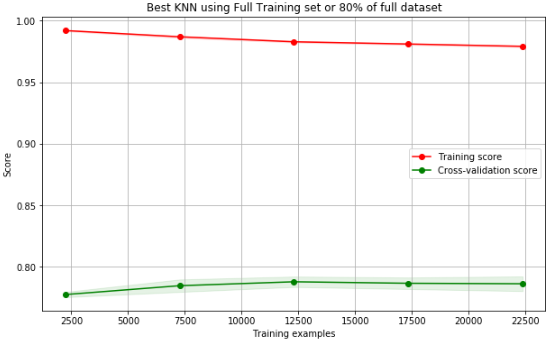 Best KNN using Full Training set or 80% of full dataset
1.00
0.95
0.90
0.85
0.80
Score
Training score
Cross-validation score
2500 5000 7500 10000 12500 15000 17500 20000 22500
Training examples